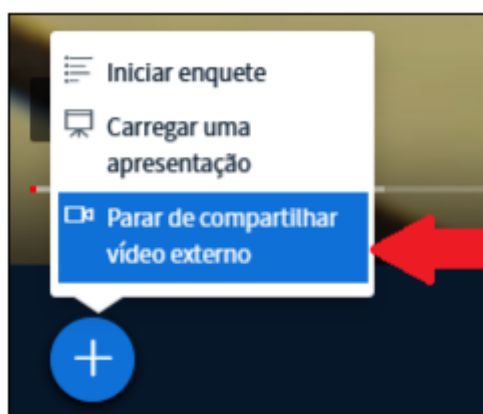 Iniciar enquete
Carregar uma
apresentação
Parar de compartilhar
vídeo externo